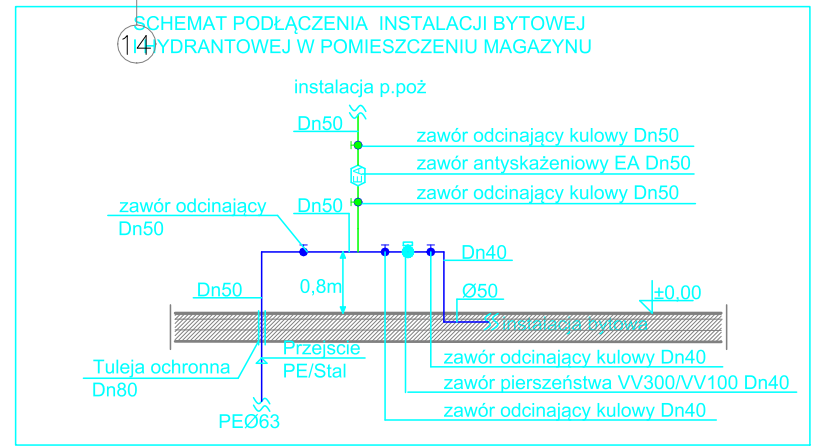 SCHEMAT PODŁĄCZENIA INSTALACJI BYTOWEJ
I HYDRANTOWEJ W POMIESZCZENIU MAGAZYNU
14
instalacja p.poż
Dn50
zawór odcinający kulowy Dn50
zawór antyskażeniowy EA Dn50
EA
zawór odcinający kulowy Dn50
zawór odcinający
Dn50
Dn50
Dn40
Dn50
0,8m
Ø50
±0.00
instalacja bytowa
Przejście
PE/Stal
Tuleja ochronna
Dn80
zawór odcinający kulowy Dn40
zawór pierszeństwa VV300/VV100 Dn40
zawór odcinający kulowy Dn40
PEØ63